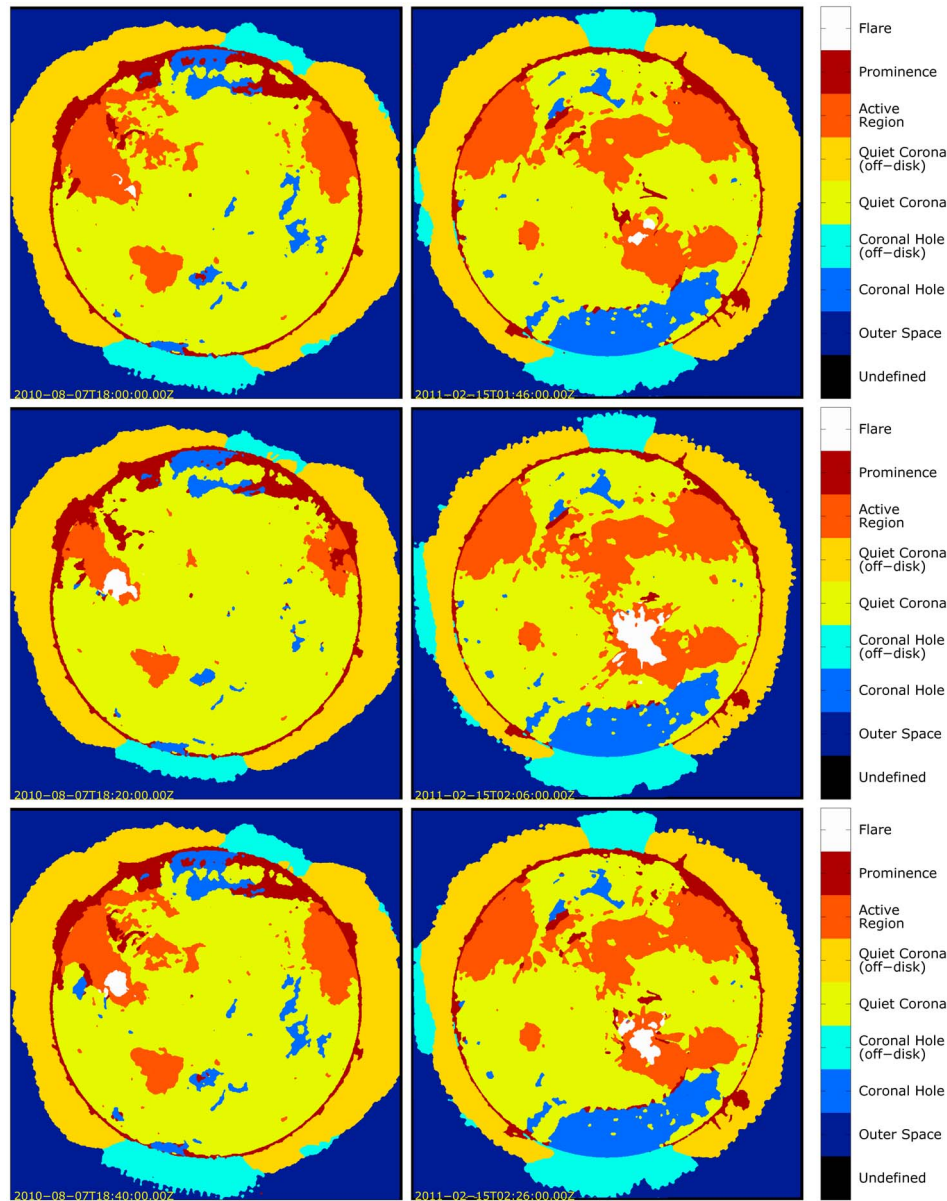 Flare
Prominence
Active
Region
Quiet Corona
(off-disk)
Quiet Corona
Coronal Hole
(off-disk)
Coronal Hole
Outer Space
Undefined
2010-08-07T18:00:00.00Z
2011-02-15T01:46:00.00Z
Flare
Prominence
Active
Region
Quiet Corona
(off-disk)
Quiet Corona
Coronal Hole
(off-disk)
Coronal Hole
Outer Space
Undefined
2010-08-07T18:20:00.00Z
2011-02-15T02:06:00.00Z
Flare
Prominence
Active
Region
Quiet Corona
(off-disk)
Quiet Corona
Coronal Hole
(off-disk)
Coronal Hole
Outer Space
Undefined
2010-08-07T18:40:00.00Z
2011-02-15T02:26:00.00Z